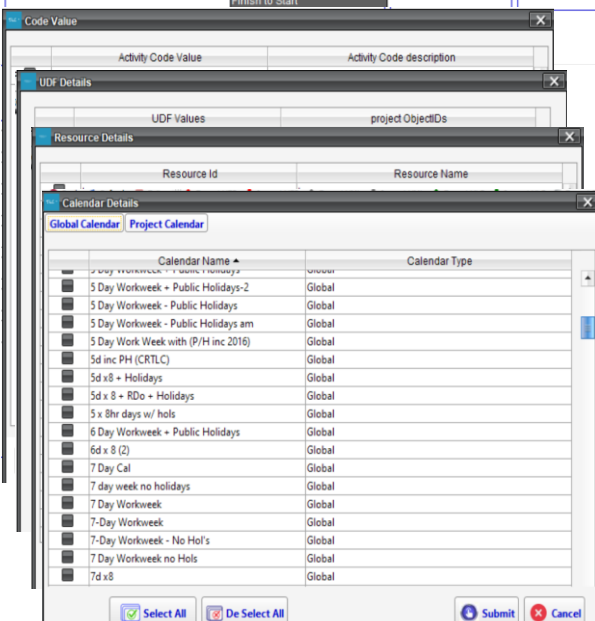 Finish to Start
Code Value
Activity Code Value Activity Code description
UDF Details
UDF Values project ObjectIDs
Resource Details
Resource Id Resource Name
Calendar Details
Global Calendar Project Calendar
Calendar Name Calendar Type
5 Day Workweek + Public Holidays Global
5 Day Workweek + Public Holidays-2 Global
5 Day Workweek - Public Holidays Global
5 Day Workweek - Public Holidays am Global
5 Day Work Week with (P/H inc 2016) Global
5d inc PH (CRTLC) Global
5d x8 + Holidays Global
5d x 8 + RDo + Holidays Global
5 x 8hr days w/ hols Global
6 Day Workweek + Public Holidays Global
6d x 8 (2) Global
7 Day Cal Global
7 day week no holidays Global
7 Day Workweek Global
7-Day Workweek Global
7-Day Workweek - No Hol's Global
7 Day Workweek no Hols Global
7d x8 Global
Select All De Select All Submit Cancel